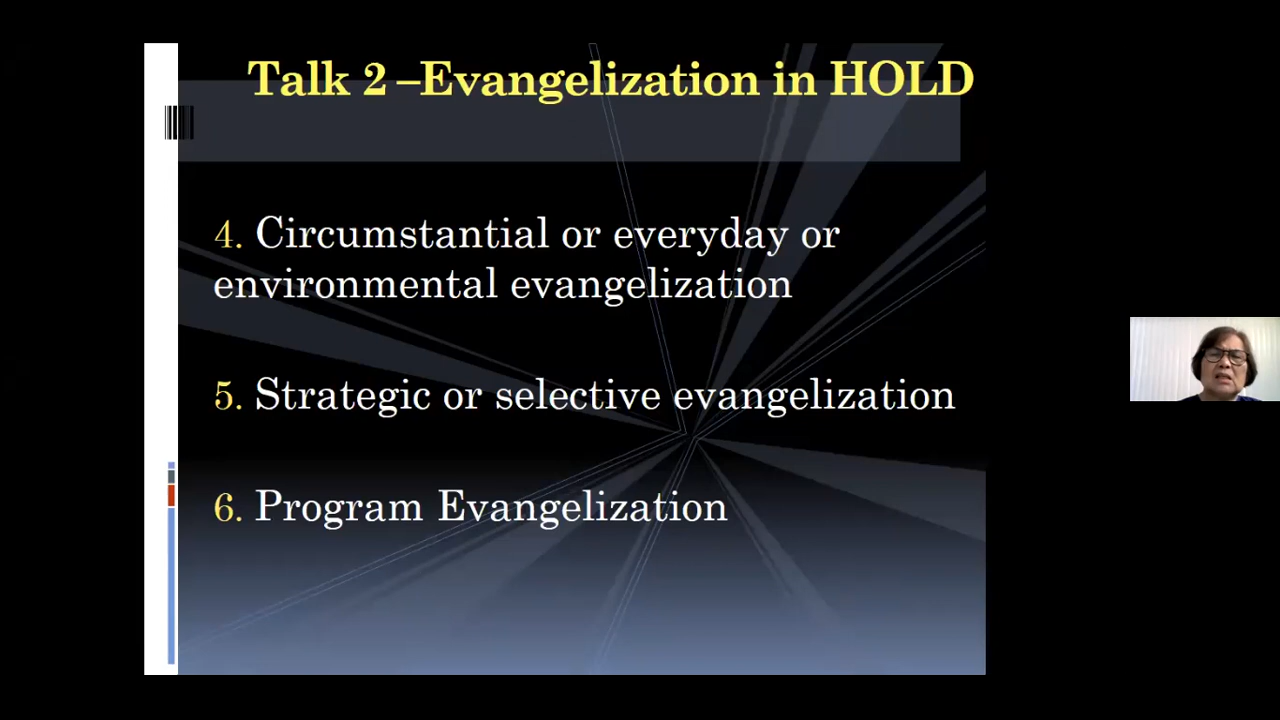 Talk 2 –Evangelization in HOLD
4. Circumstantial or everyday or
environmental evangelization
5. Strategic or selective evangelization
6. Program Evangelization